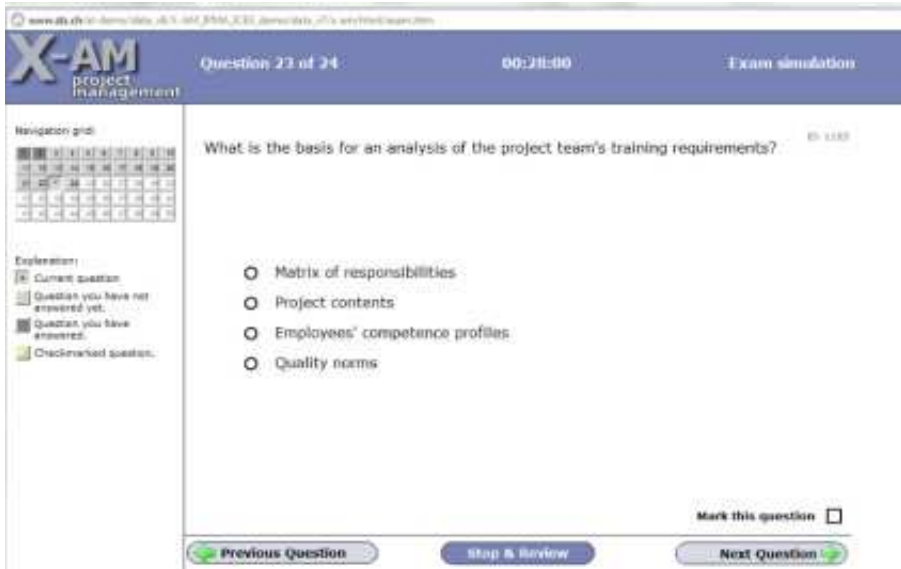 X-AM
project
management
Question 23 of 24
00:28:00
Exam simulation
Navigation grid:
What is the basis for an analysis of the project team's training requirements?
Explanation:
Current question
Question you have not
answered yet.
Question you have
answered.
Checkmarked question.
Matrix of responsibilities
Project contents
Employees' competence profiles
Quality norms
Mark this question
Previous Question
Stop & Review
Next Question